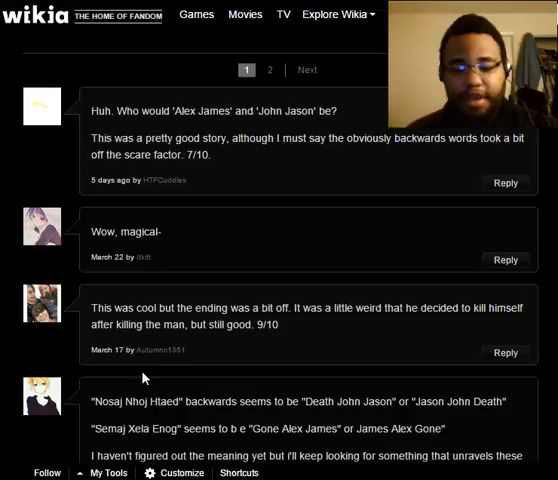 wikia THE HOME OF FANDOM Games Movies TV Explore Wikia
1 2 Next
Huh. Who would 'Alex James' and 'John Jason' be?
This was a pretty good story, although I must say the obviously backwards words took a bit
off the scare factor. 7/10.
5 days ago by HTFCuddles
Reply
Wow, magical-
March 22 by Itkitt
Reply
This was cool but the ending was a bit off. It was a little weird that he decided to kill himself
after killing the man, but still good. 9/10
March 17 by Autumnc1351
Reply
"Nosaj Nhoj Htaed" backwards seems to be "Death John Jason" or "Jason John Death"
"Semaj Xela Enog" seems to b e "Gone Alex James" or James Alex Gone"
I haven't figured out the meaning yet but i'll keep looking for something that unravels these
Follow My Tools Customize Shortcuts